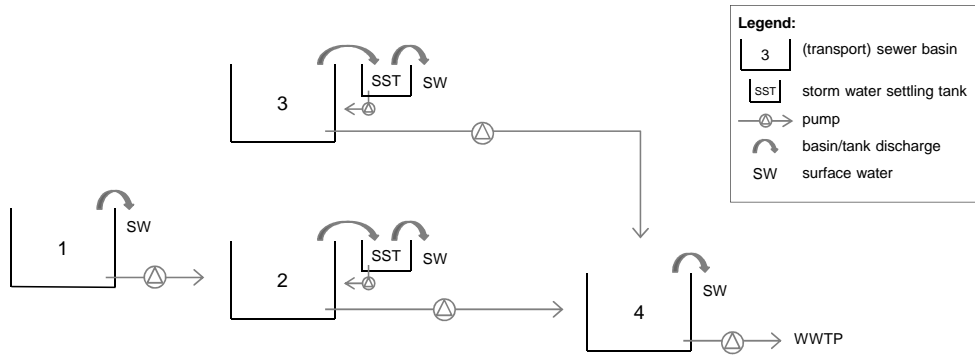 Legend:
3 (transport) sewer basin
SST storm water settling tank
pump
basin/tank discharge
SW surface water
3
SST
SW
1
SW
2
SST
SW
4
SW
WWTP